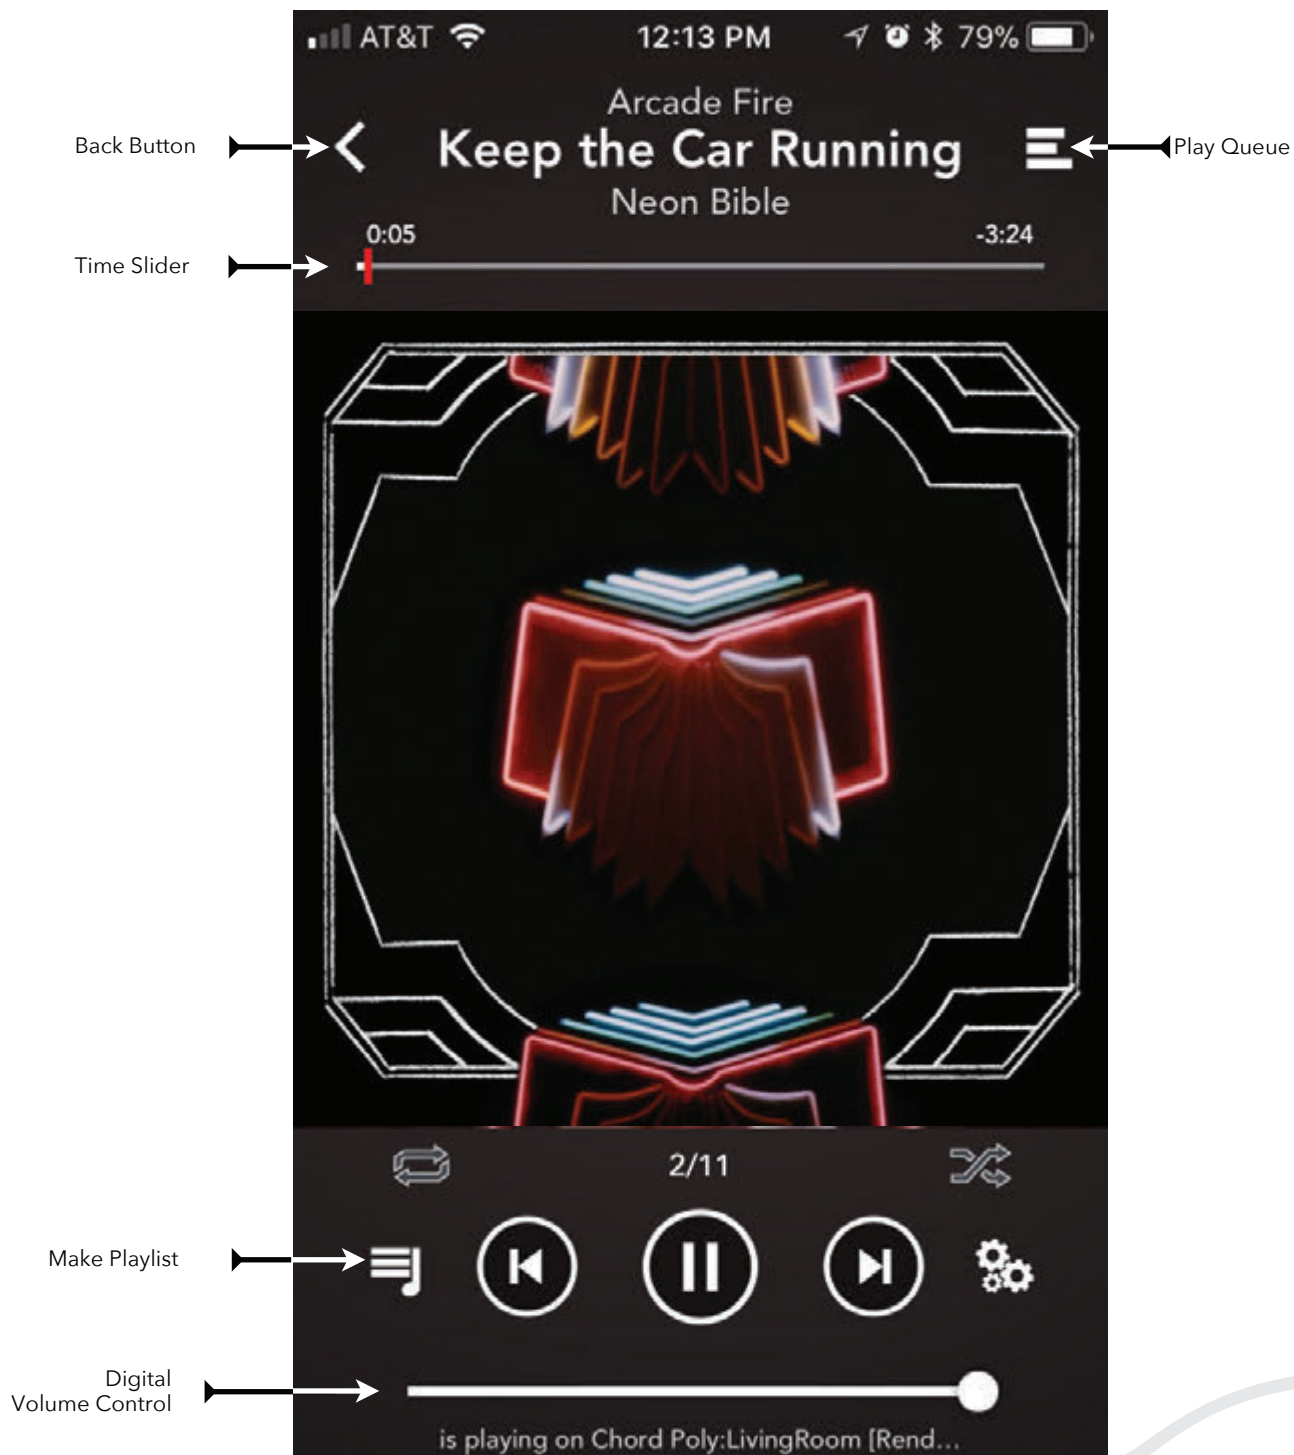 AT&T 12:13 PM 79%
Arcade Fire
Back Button Keep the Car Running Play Queue
Neon Bible
0:05 -3:24
Time Slider
2/11
Make Playlist
Digital
Volume Control
is playing on Chord Poly:LivingRoom [Rend...